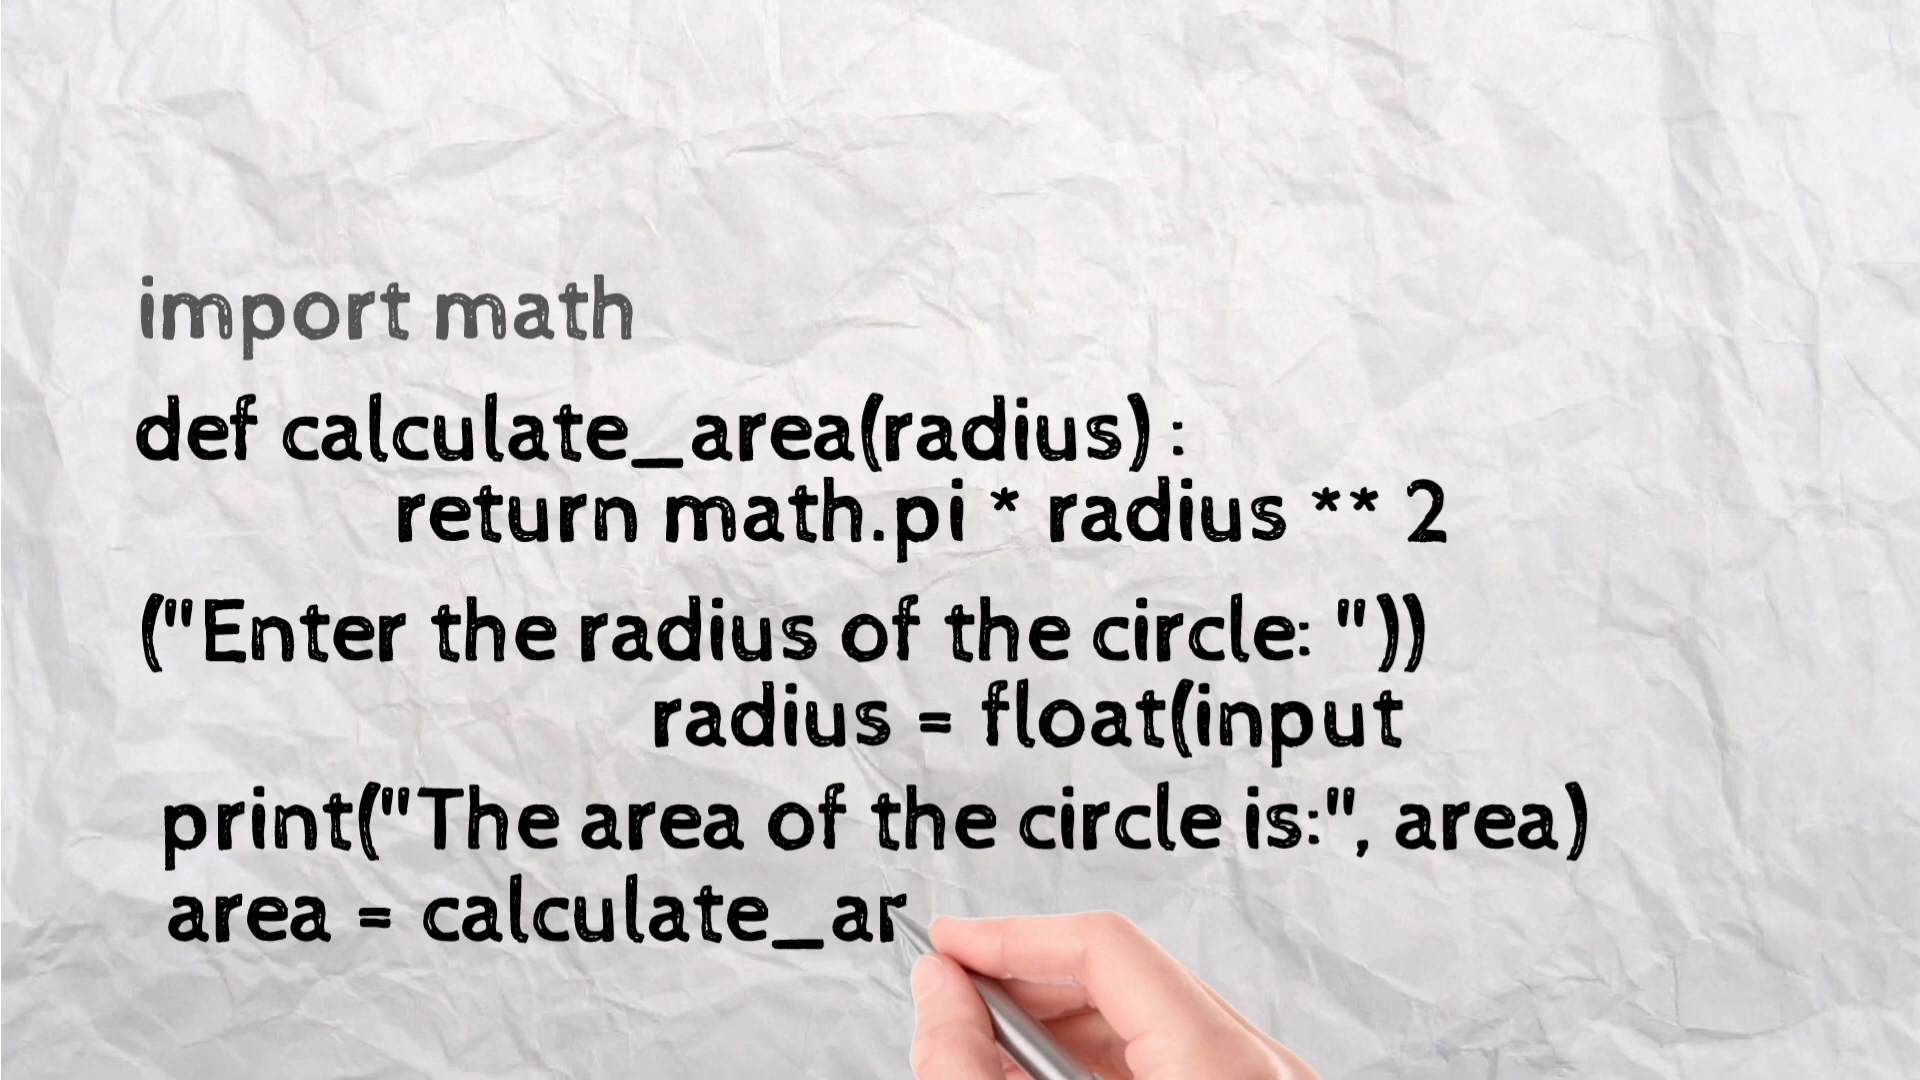 import math
def calculate_area(radius) :
return math.pi * radius ** 2
("Enter the radius of the circle: "))
radius = float(input
print("The area of the circle is:", area)
area = calculate_ar